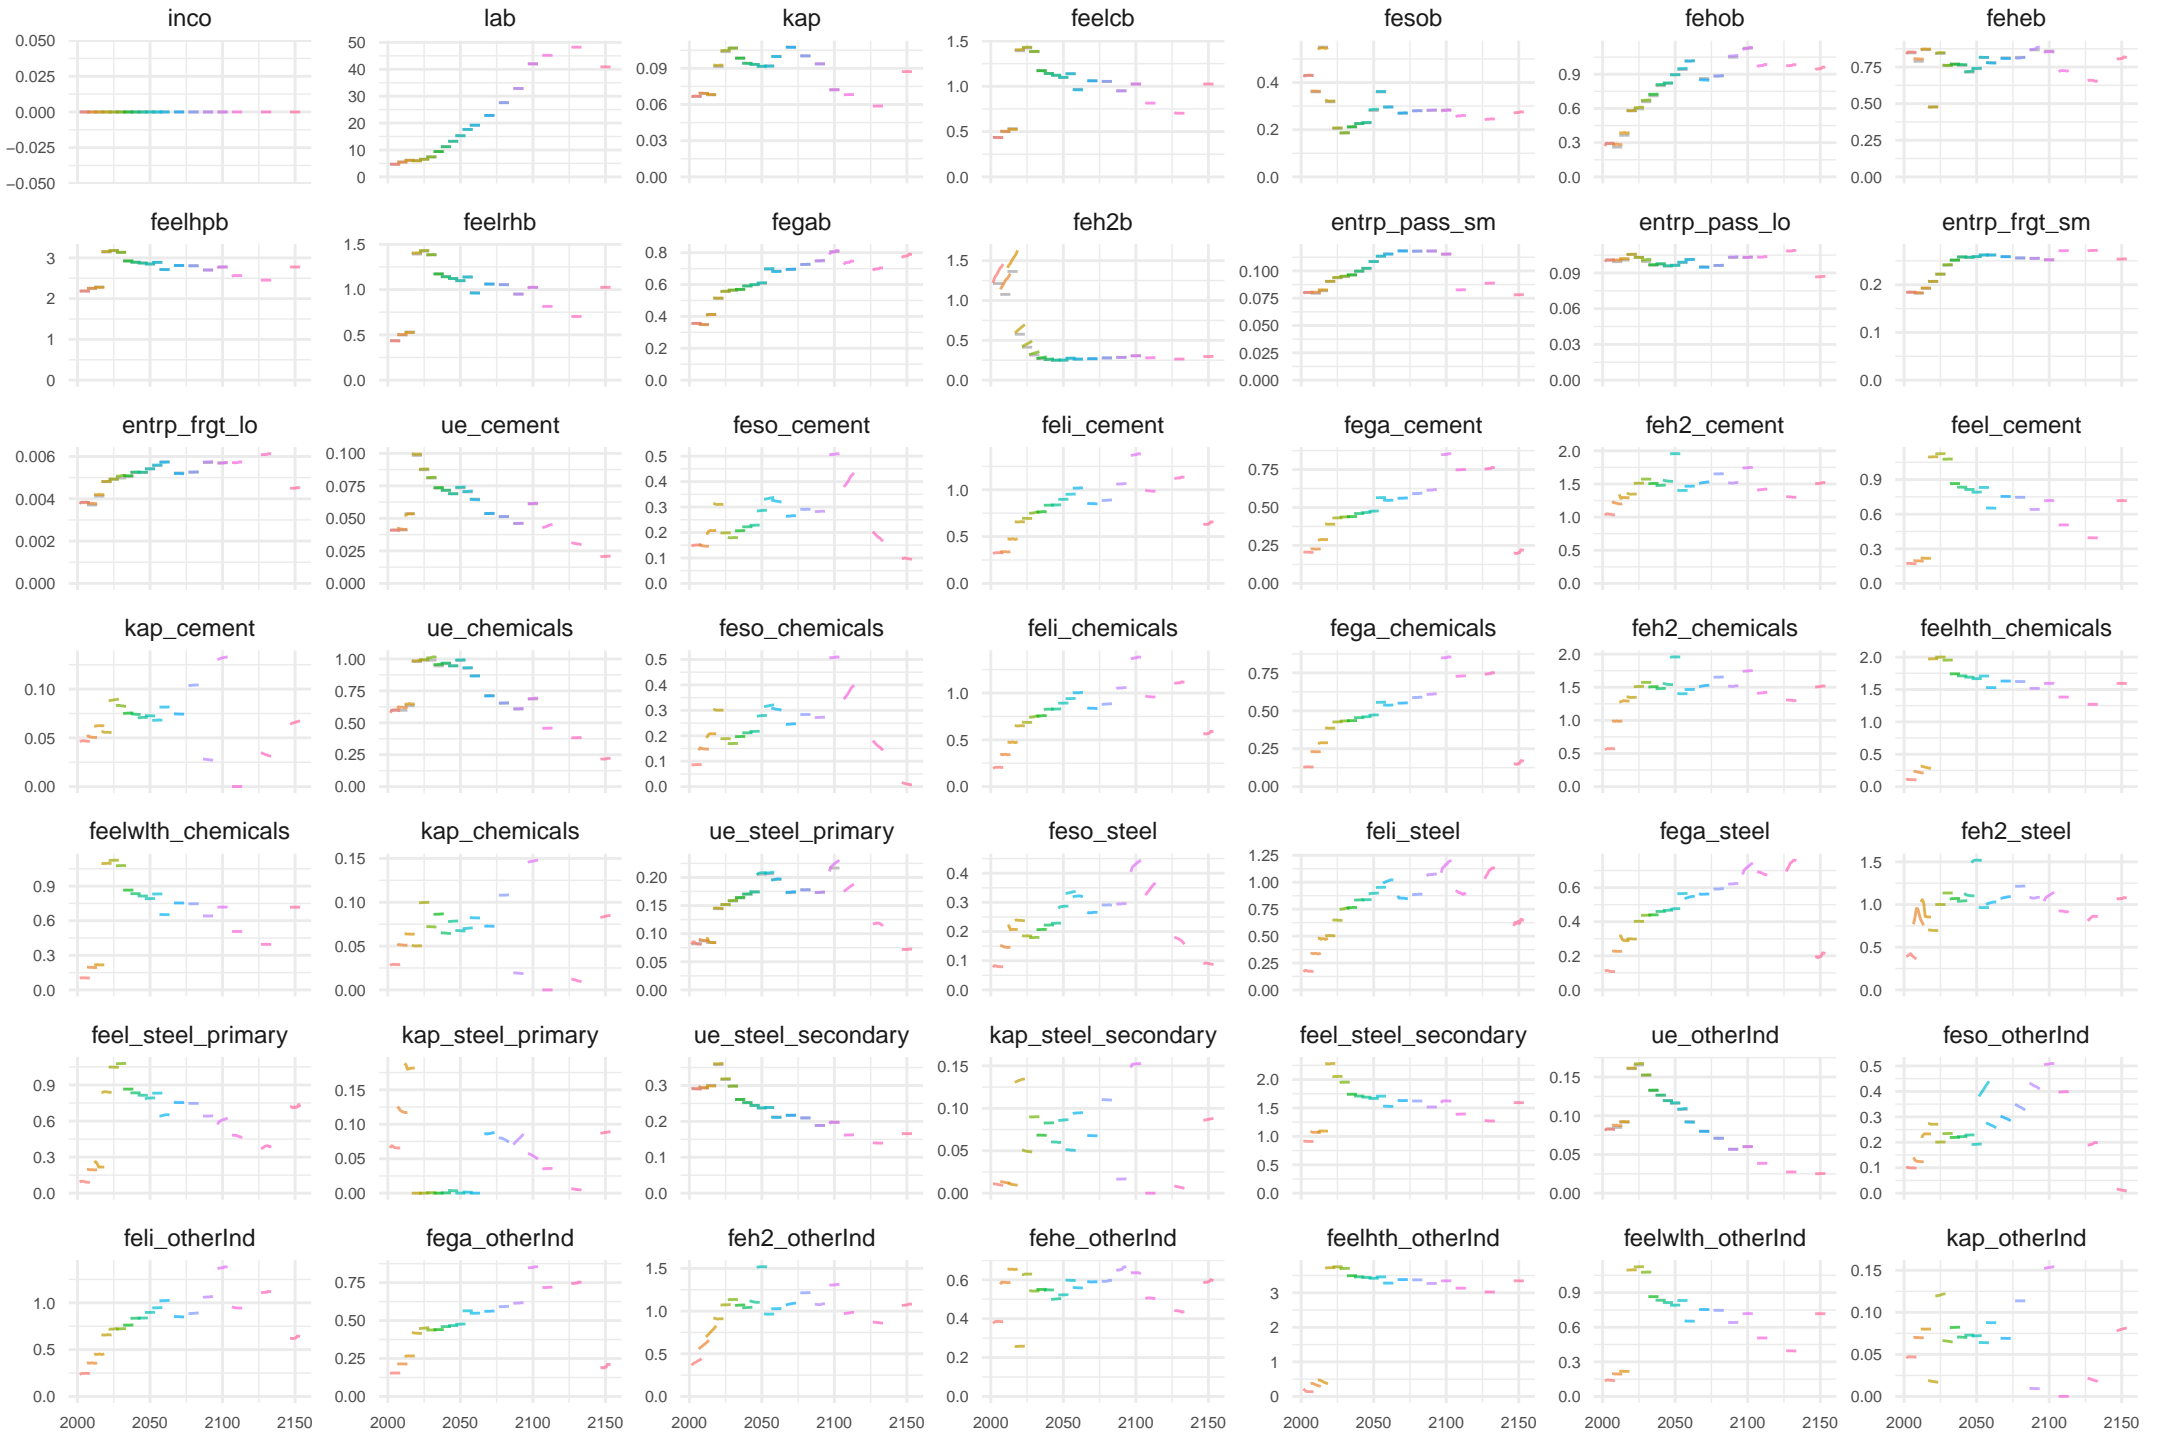 inco lab kap feelcb fesob fehob feheb
0.050 0.025 0.000 −0.025 −0.050
50 40 30 20 10 0
0.09 0.06 0.03 0.00
1.5 1.0 0.5 0.0
0.4 0.2 0.0
0.9 0.6 0.3 0.0
0.75 0.50 0.25 0.00
feelhpb feelrhb fegab feh2b entrp_pass_sm entrp_pass_lo entrp_frgt_sm
3 2 1 0
1.5 1.0 0.5 0.0
0.8 0.6 0.4 0.2 0.0
1.5 1.0 0.5 0.0
0.100 0.075 0.050 0.025 0.000
0.09 0.06 0.03 0.00
0.2 0.1 0.0
entrp_frgt_lo ue_cement feso_cement feli_cement fega_cement feh2_cement feel_cement
0.006 0.004 0.002 0.000
0.100 0.075 0.050 0.025 0.000
0.5 0.4 0.3 0.2 0.1 0.0
1.0 0.5 0.0
0.75 0.50 0.25 0.00
2.0 1.5 1.0 0.5 0.0
0.9 0.6 0.3 0.0
kap_cement ue_chemicals feso_chemicals feli_chemicals fega_chemicals feh2_chemicals feelhth_chemicals
0.10 0.05 0.00
1.00 0.75 0.50 0.25 0.00
0.5 0.4 0.3 0.2 0.1 0.0
1.0 0.5 0.0
0.75 0.50 0.25 0.00
2.0 1.5 1.0 0.5 0.0
2.0 1.5 1.0 0.5 0.0
feelwlth_chemicals kap_chemicals ue_steel_primary feso_steel feli_steel fega_steel feh2_steel
0.9 0.6 0.3 0.0
0.15 0.10 0.05 0.00
0.20 0.15 0.10 0.05 0.00
0.4 0.3 0.2 0.1 0.0
1.25 1.00 0.75 0.50 0.25 0.00
0.6 0.4 0.2 0.0
1.5 1.0 0.5 0.0
feel_steel_primary kap_steel_primary ue_steel_secondary kap_steel_secondary feel_steel_secondary ue_otherInd feso_otherInd
0.9 0.6 0.3 0.0
0.15 0.10 0.05 0.00
0.3 0.2 0.1 0.0
0.15 0.10 0.05 0.00
2.0 1.5 1.0 0.5 0.0
0.15 0.10 0.05 0.00
0.5 0.4 0.3 0.2 0.1 0.0
feli_otherInd fega_otherInd feh2_otherInd fehe_otherInd feelhth_otherInd feelwlth_otherInd kap_otherInd
1.0 0.5 0.0
0.75 0.50 0.25 0.00
1.5 1.0 0.5 0.0
0.6 0.4 0.2 0.0
3 2 1 0
0.9 0.6 0.3 0.0
0.15 0.10 0.05 0.00
2000 2050 2100 2150 2000 2050 2100 2150 2000 2050 2100 2150 2000 2050 2100 2150 2000 2050 2100 2150 2000 2050 2100 2150 2000 2050 2100 2150